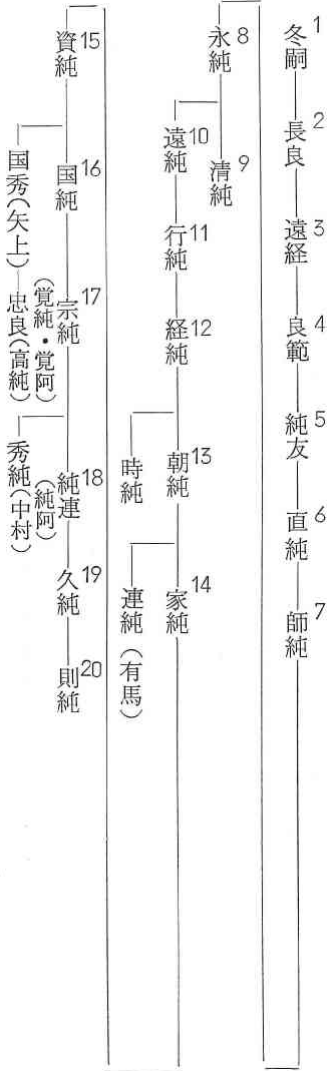 1 冬嗣
2 長良
3 遠経
4 良範
5 純友
6 直純
7 師純
8 永純
9 清純
10 遠純
11 行純
12 経純
13 朝純
14 家純
時純
連純（有馬）
15 資純
16 国純
17 宗純
（覚純・覚阿）
18 純連
（純阿）
19 久純
20 則純
国秀（矢上）
忠良（高純）
秀純（中村）